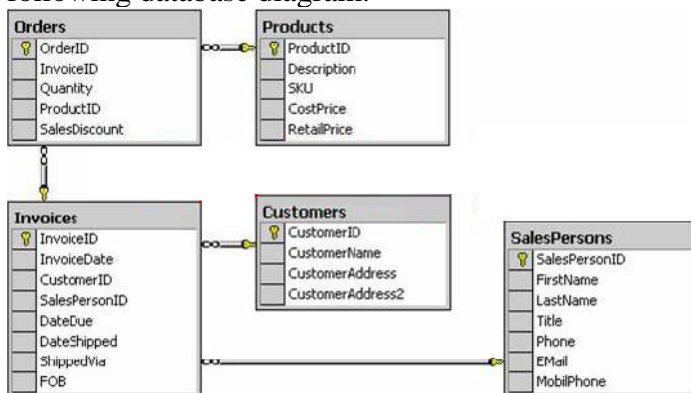 following database diagram.
Orders
OrderID
InvoiceID
Quantity
ProductID
SalesDiscount
Products
ProductID
Description
SKU
CostPrice
RetailPrice
Invoices
InvoiceID
InvoiceDate
CustomerID
SalesPersonID
DateDue
DateShipped
ShippedVia
FOB
Customers
CustomerID
CustomerName
CustomerAddress
CustomerAddress2
SalesPersons
SalesPersonID
FirstName
LastName
Title
Phone
EMail
MobilPhone